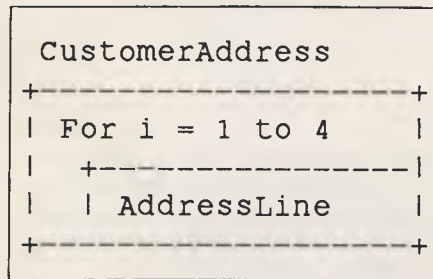 CustomerAddress
+------------------+
| For i = 1 to 4 |
| +----------------|
| | AddressLine |
+------------------+